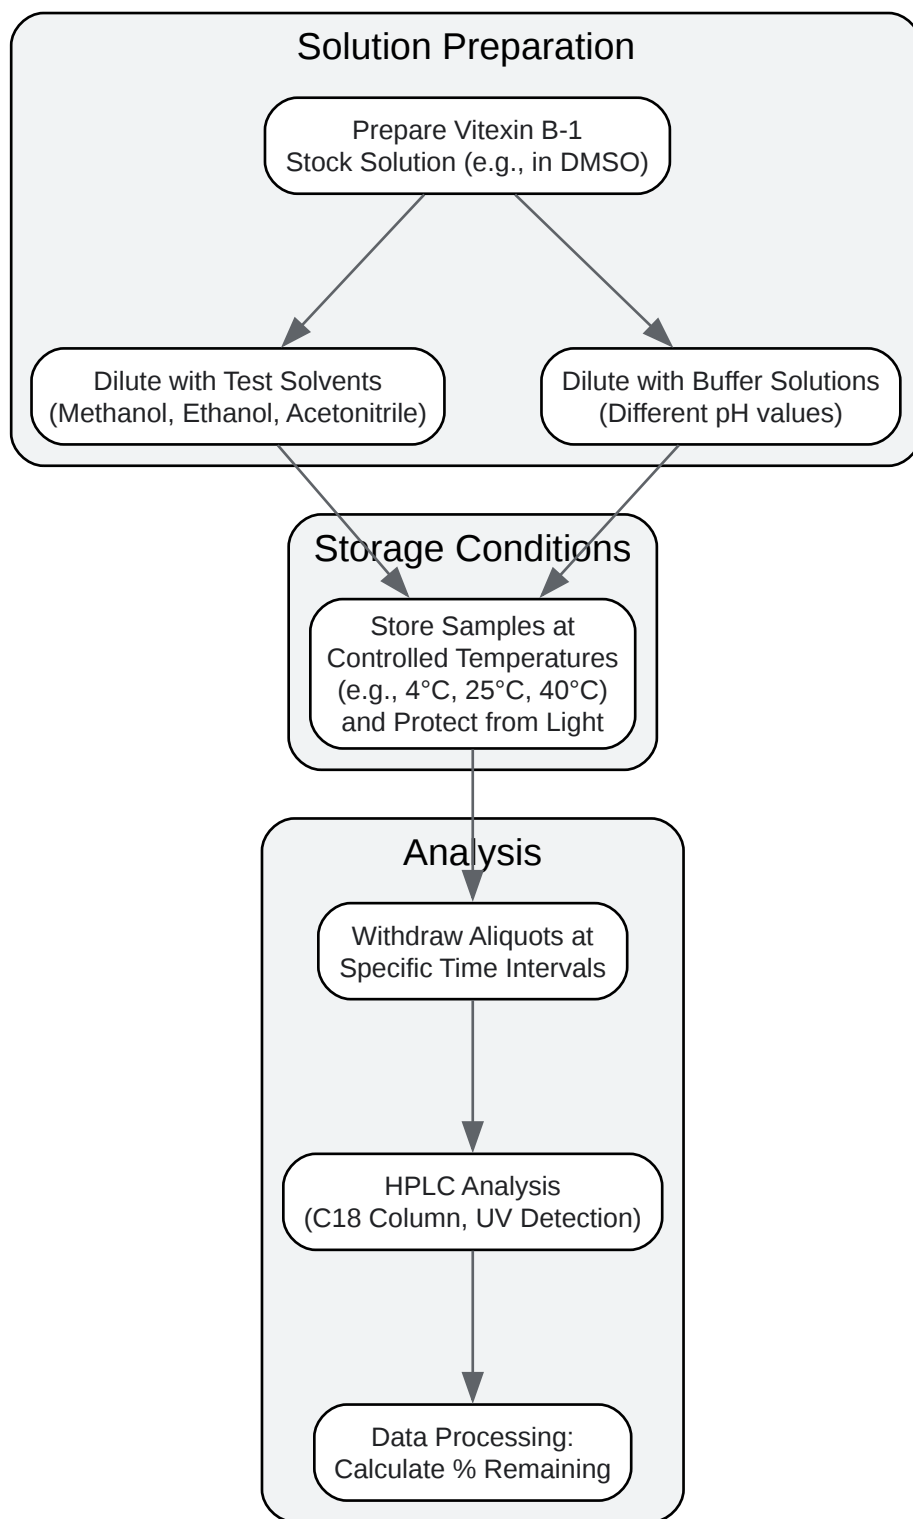 Solution Preparation
Prepare Vitexin B-1
Stock Solution (e.g., in DMSO)
Dilute with Test Solvents
(Methanol, Ethanol, Acetonitrile)
Dilute with Buffer Solutions
(Different pH values)
Storage Conditions
Store Samples at
Controlled Temperatures
(e.g., 4°C, 25°C, 40°C)
and Protect from Light
Analysis
Withdraw Aliquots at
Specific Time Intervals
HPLC Analysis
(C18 Column, UV Detection)
Data Processing:
Calculate % Remaining